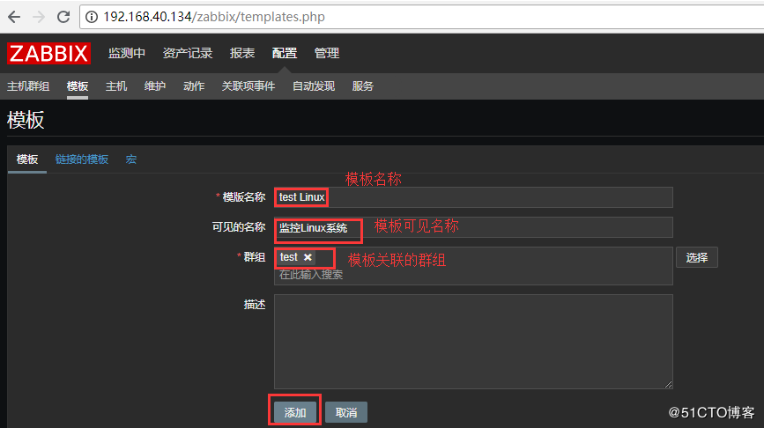 192.168.40.134/zabbix/templates.php
ZABBIX 监测中 资产记录 报表 配置 管理
主机群组 模板 主机 维护 动作 关联项事件 自动发现 服务
模板
模板 链接的模板 宏
模板名称
* 模版名称 test Linux
可见的名称 监控Linux系统 模板可见名称
* 群组 test × 模板关联的群组 选择
在此输入搜索
描述
添加 取消
@51CTO博客